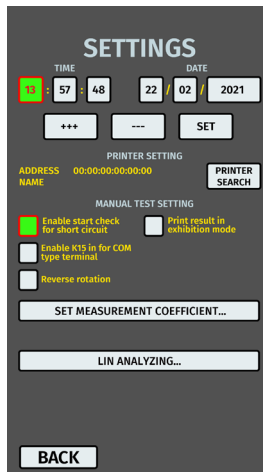 SETTINGS
TIME DATE
13 : 57 : 48 22 / 02 / 2021
+++ --- SET
PRINTER SETTING
ADDRESS 00:00:00:00:00:00
NAME
PRINTER
SEARCH
MANUAL TEST SETTING
Enable start check
for short circuit
Print result in
exhibition mode
Enable K15 in for COM
type terminal
Reverse rotation
SET MEASUREMENT COEFFICIENT...
LIN ANALYZING...
BACK